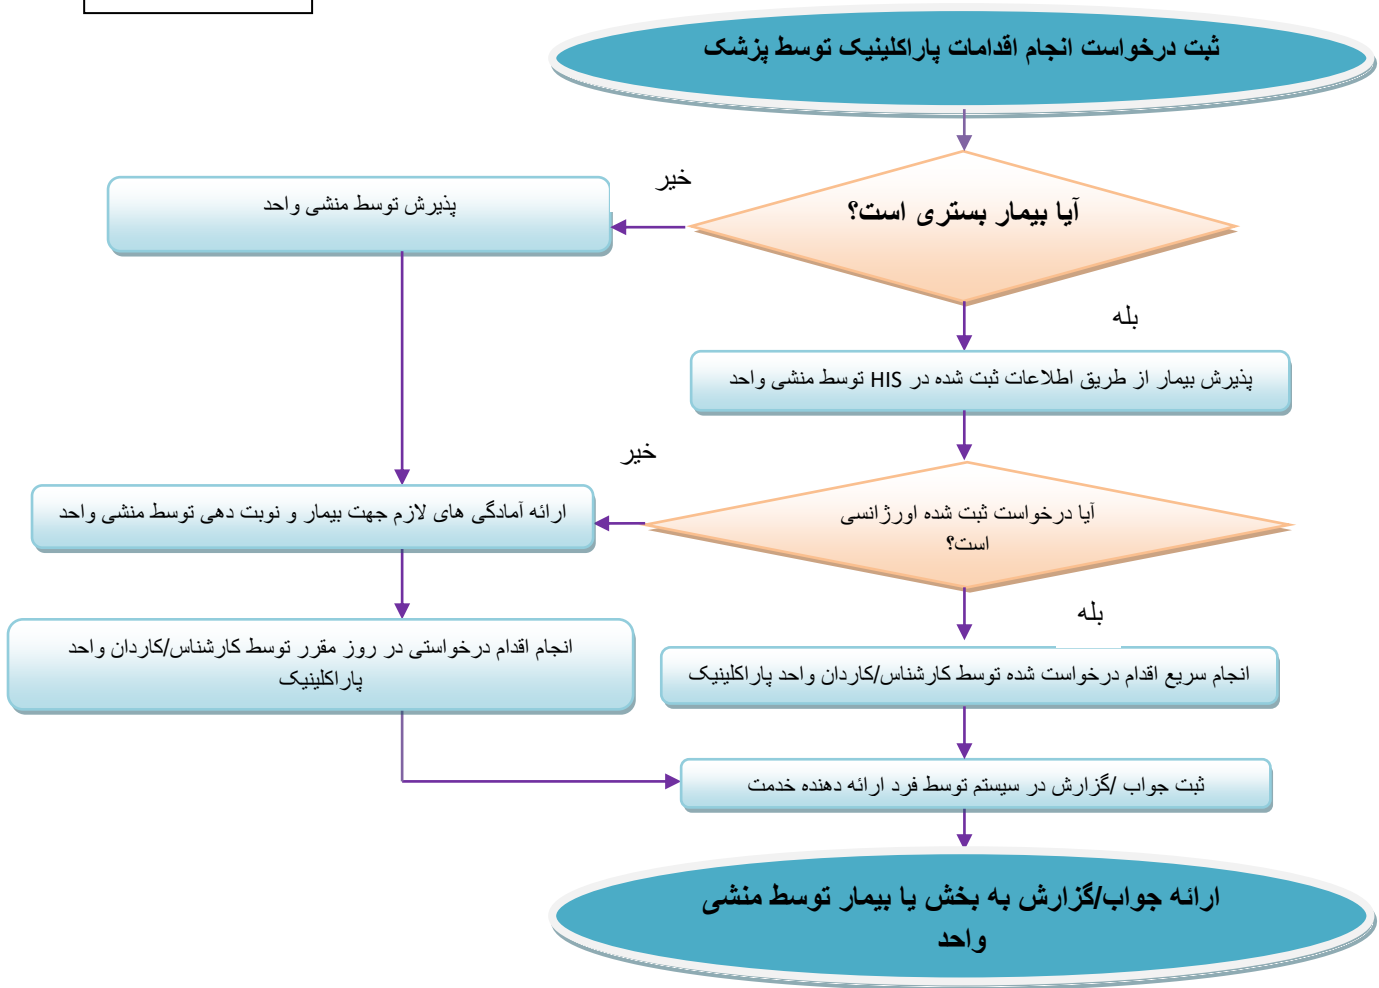 ثبت درخواست انجام اقدامات پاراکلینیک توسط پزشک
آیا بیمار بستری است؟
خیر
پذیرش توسط منشی واحد
بله
پذیرش بیمار از طریق اطلاعات ثبت شده در HIS توسط منشی واحد
خیر
آیا درخواست ثبت شده اورژانسی
است؟
ارائه آمادگی های لازم جهت بیمار و نوبت دهی توسط منشی واحد
بله
انجام اقدام درخواستی در روز مقرر توسط کارشناس/کاردان واحد
پاراکلینیک
انجام سریع اقدام درخواست شده توسط کارشناس/کاردان واحد پاراکلینیک
ثبت جواب /گزارش در سیستم توسط فرد ارائه دهنده خدمت
ارائه جواب/گزارش به بخش یا بیمار توسط منشی
واحد